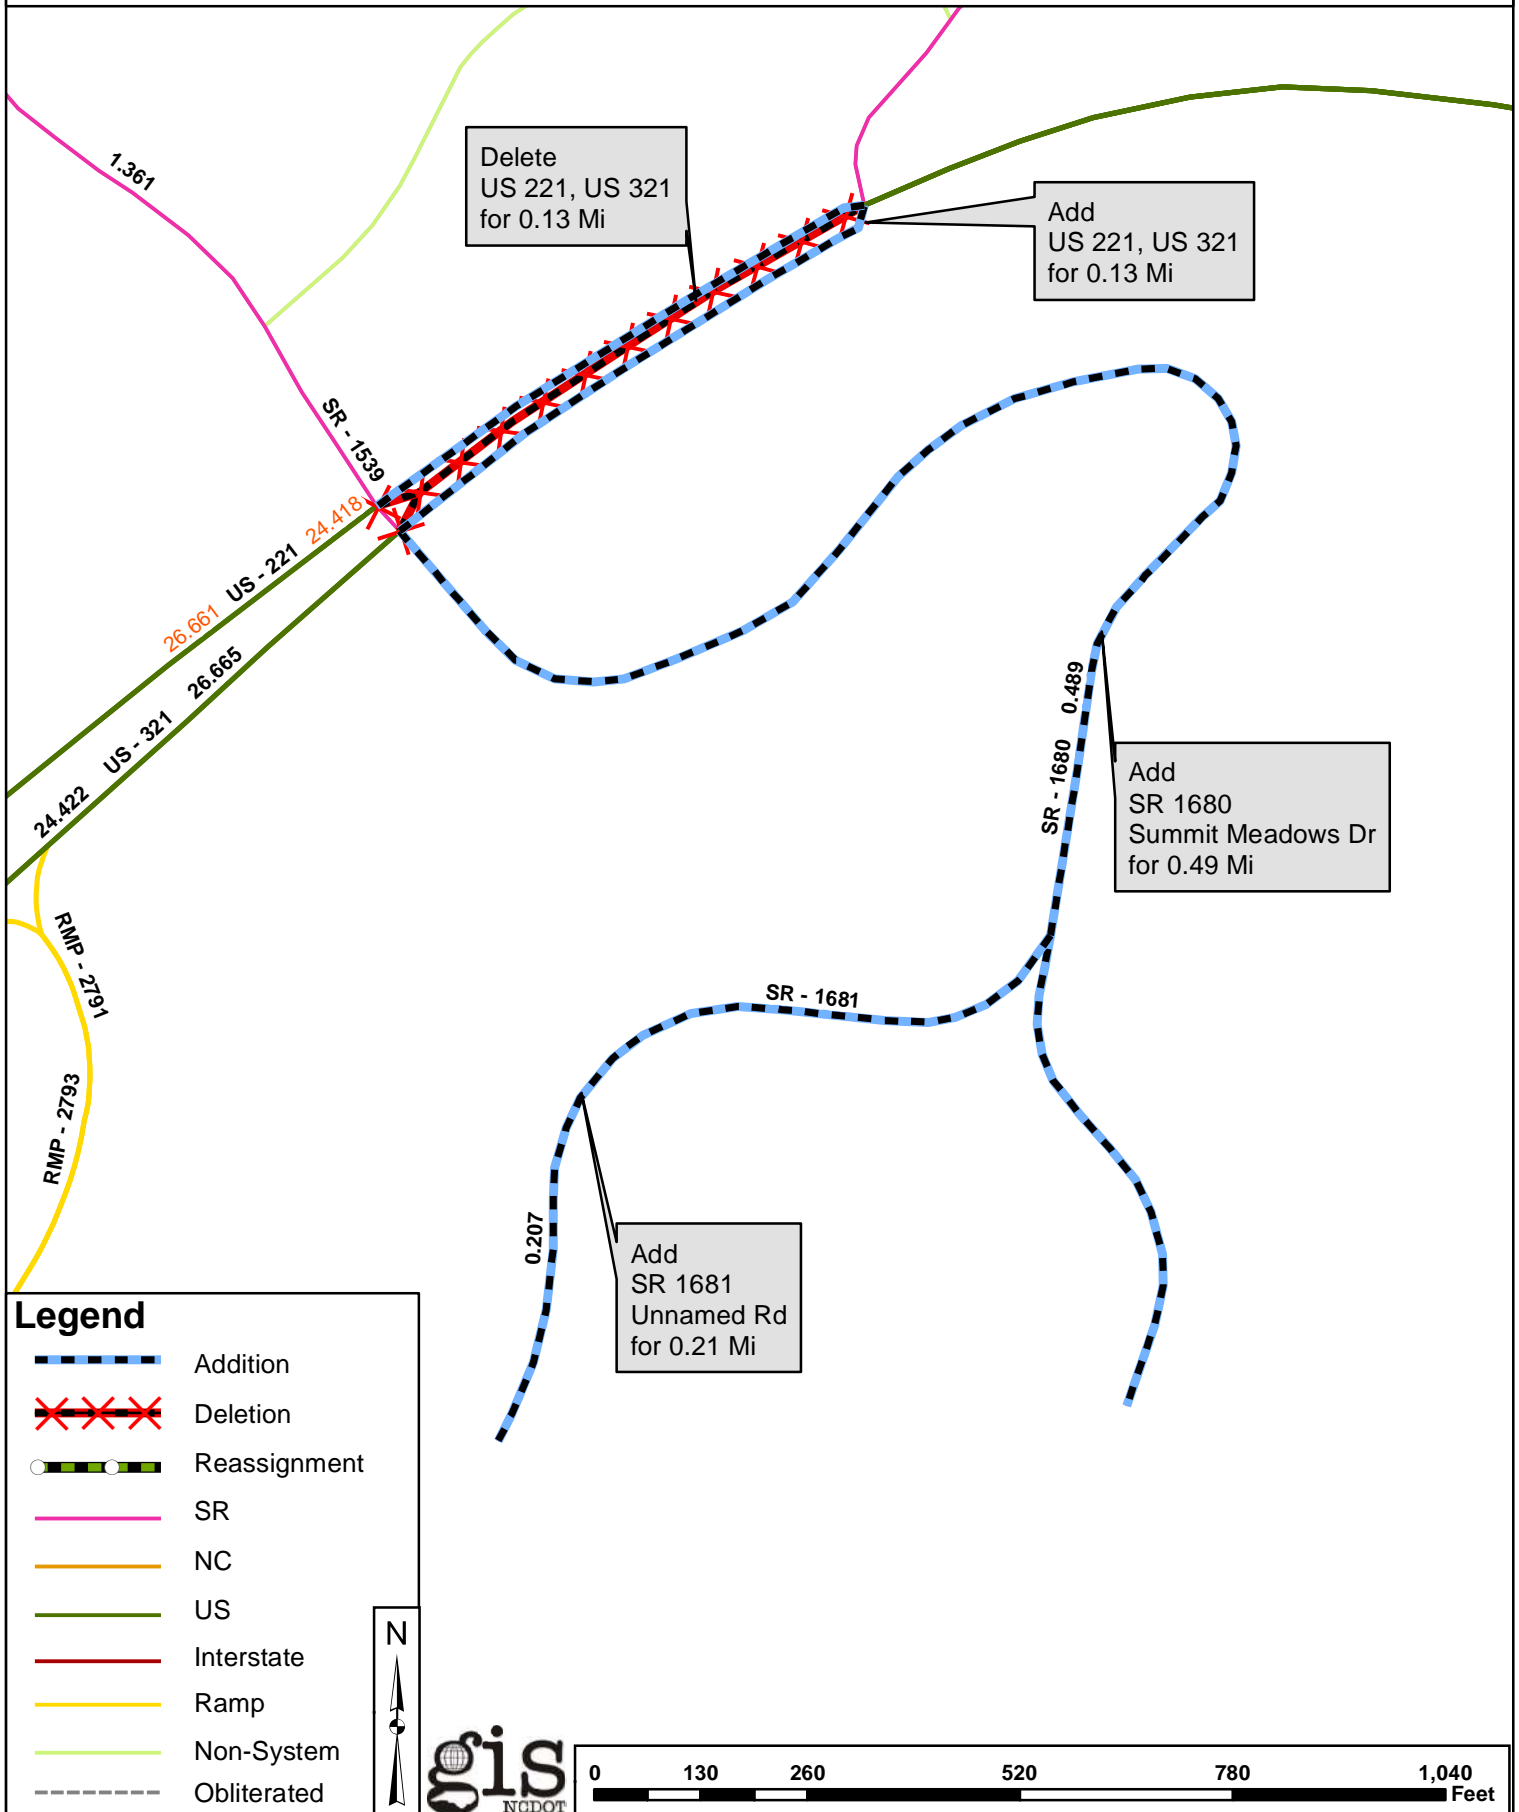 1.361
Delete
US 221, US 321
for 0.13 Mi
Add
US 221, US 321
for 0.13 Mi
SR - 1539
24.418
US - 221
26.661
26.665
US - 321
24.422
0.489
SR - 1680
Add
SR 1680
Summit Meadows Dr
for 0.49 Mi
RMP - 2791
SR - 1681
RMP - 2793
0.207
Add
SR 1681
Unnamed Rd
for 0.21 Mi
Legend
Addition
Deletion
Reassignment
SR
NC
US
Interstate
Ramp
Non-System
Obliterated
N
gis
NCDOT
0 130 260 520 780 1,040
Feet